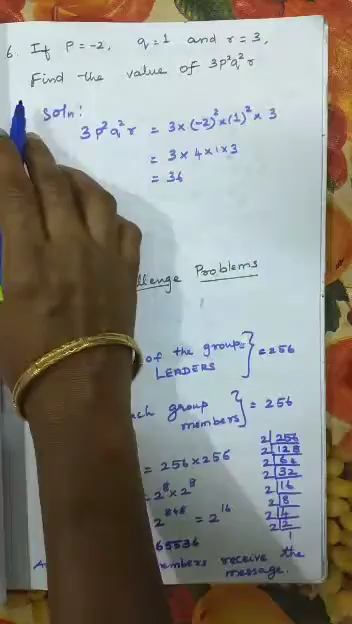 6. If P = -2, q = 1 and r = 3,
Find the value of 3p²q²r
Soln:
3p²q²r = 3 × (-2)² × (1)² × 3
= 3 × 4 × 1 × 3
= 36
llenge Problems
of the group = } = 256
LEADERS
ch group
members } = 256
= 256 × 256
= 2⁸ × 2⁸
2⁸⁺⁸ = 2¹⁶
65536
mbers receive the
message.
2 | 256
2 | 128
2 | 64
2 | 32
2 | 16
2 | 8
2 | 4
2 | 2
1